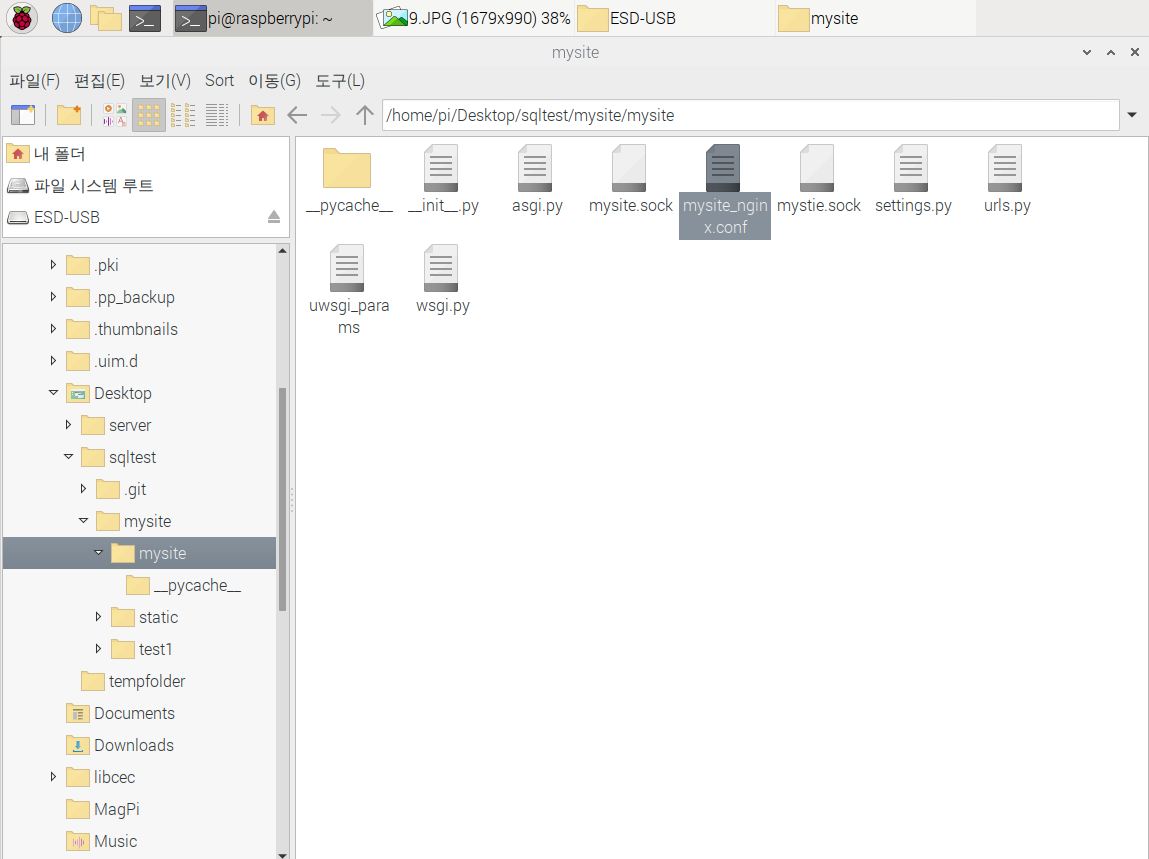 pi@raspberrypi: ~
9.JPG (1679x990) 38%
ESD-USB
mysite
mysite
파일(F) 편집(E) 보기(V) Sort 이동(G) 도구(L)
/home/pi/Desktop/sqltest/mysite/mysite
내 폴더
파일 시스템 루트
ESD-USB
.pki
.pp_backup
.thumbnails
.uim.d
Desktop
server
sqltest
.git
mysite
mysite
__pycache__
static
test1
tempfolder
Documents
Downloads
libcec
MagPi
Music
__pycache__
__init__.py
asgi.py
mysite.sock
mysite_ngin
x.conf
mystie.sock
settings.py
urls.py
uwsgi_para
ms
wsgi.py